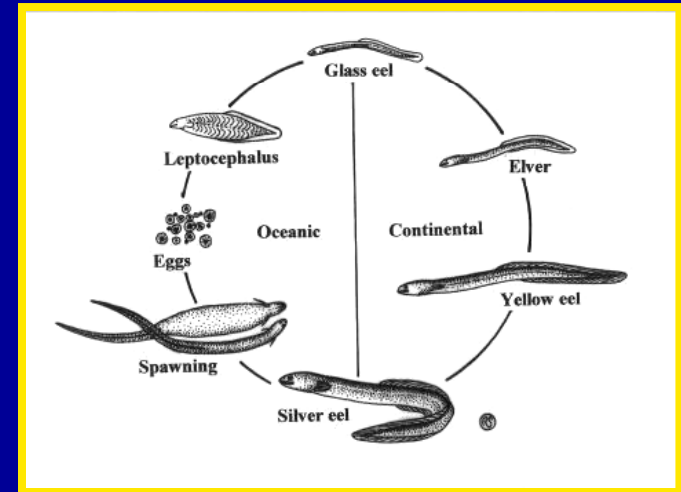 Glass eel
Leptocephalus
Elver
Eggs
Oceanic
Continental
Yellow eel
Spawning
Silver eel